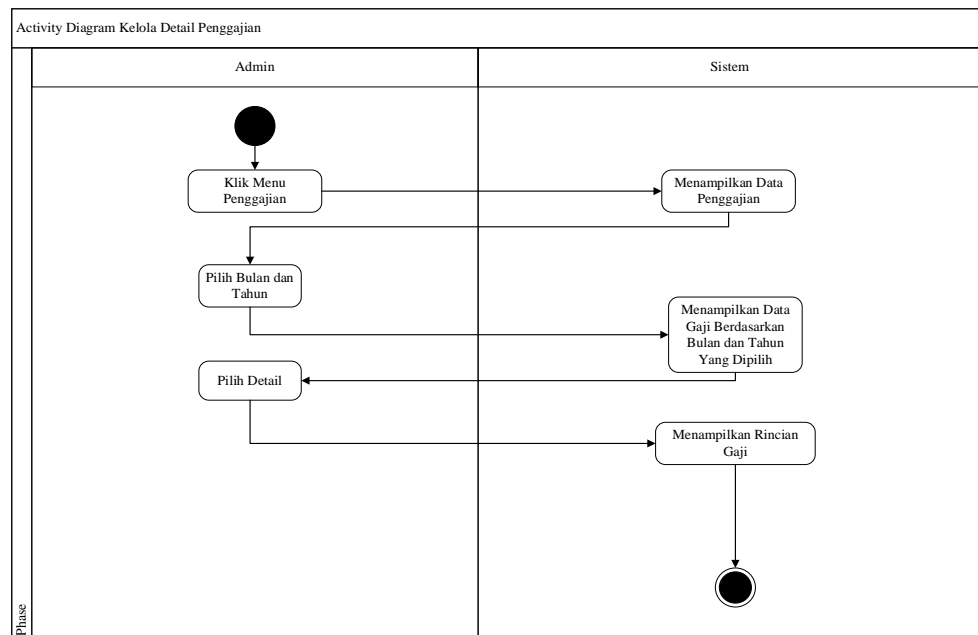 Activity Diagram Kelola Detail Penggajian
Admin
Sistem
Klik Menu
Penggajian
Menampilkan Data
Penggajian
Pilih Bulan dan
Tahun
Menampilkan Data
Gaji Berdasarkan
Bulan dan Tahun
Yang Dipilih
Pilih Detail
Menampilkan Rincian
Gaji
Phase